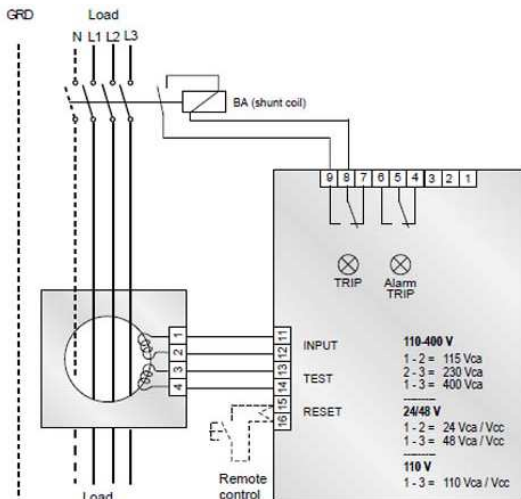 GRD
Load
N L1 L2 L3
BA (shunt coil)
9 8 7 6 5 4 3 2 1
TRIP
Alarm
TRIP
1
2
3
4
11
12
13
14
15
16
INPUT
TEST
RESET
110-400 V
1 - 2 = 115 Vca
2 - 3 = 230 Vca
1 - 3 = 400 Vca
----------
24/48 V
1 - 2 = 24 Vca / Vcc
1 - 3 = 48 Vca / Vcc
----------
110 V
1 - 3 = 110 Vca / Vcc
Remote
control
Load